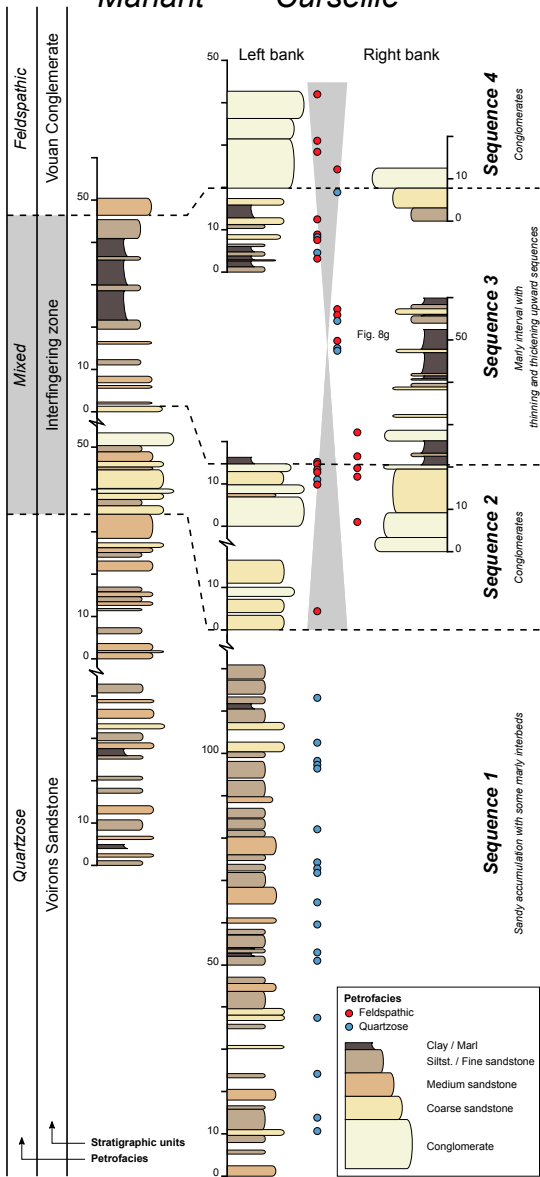 Manant Curseille
Left bank
Right bank
Feldspathic
Vouan Conglomerate
Mixed
Interfingering zone
Quartzose
Voirons Sandstone
50
10
0
50
10
0
10
0
50
10
0
10
0
10
0
100
50
10
0
10
0
50
10
0
Fig. 8g
Sequence 4
Conglomerates
Sequence 3
Marly interval with
thinning and thickening upward sequences
Sequence 2
Conglomerates
Sequence 1
Sandy accumulation with some marly interbeds
Petrofacies
Feldspathic
Quartzose
Clay / Marl
Siltst. / Fine sandstone
Medium sandstone
Coarse sandstone
Conglomerate
Stratigraphic units
Petrofacies